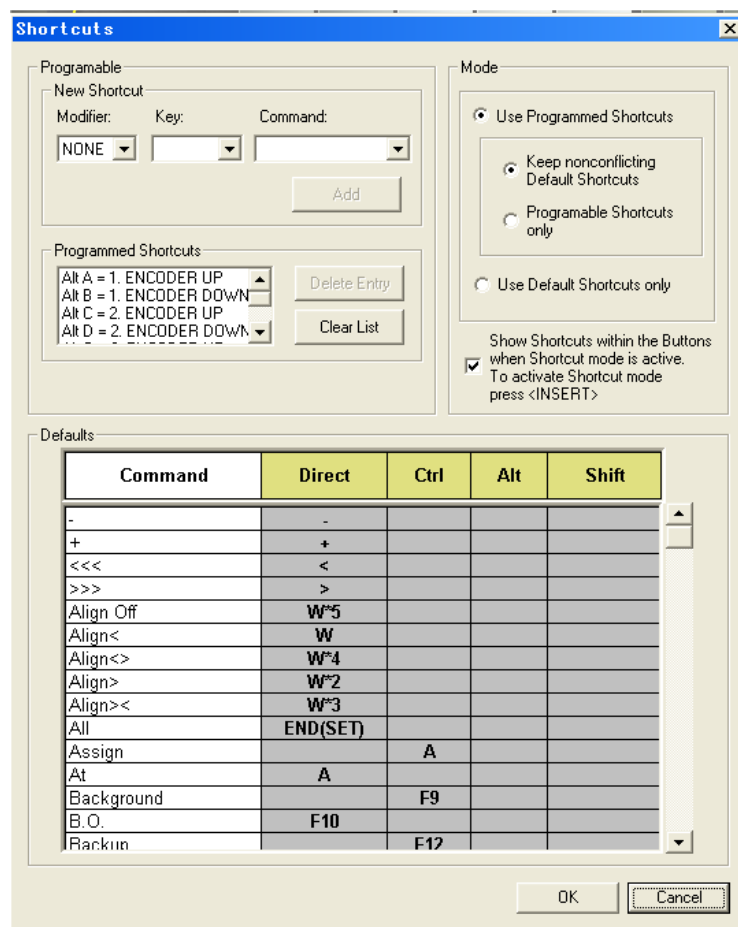 Shortcuts
Programable
New Shortcut
Modifier: Key: Command:
NONE
Add
Programmed Shortcuts
Alt A = 1. ENCODER UP
Alt B = 1. ENCODER DOWN
Alt C = 2. ENCODER UP
Alt D = 2. ENCODER DOWN
Delete Entry
Clear List
Mode
Use Programmed Shortcuts
Keep nonconflicting
Default Shortcuts
Programable Shortcuts
only
Use Default Shortcuts only
Show Shortcuts within the Buttons
when Shortcut mode is active.
To activate Shortcut mode
press <INSERT>
Defaults
Command Direct Ctrl Alt Shift
- -
+ +
<<< <
>>> >
Align Off W*5
Align< W
Align<> W*4
Align> W*2
Align>< W*3
All END(SET)
Assign A
At A
Background F9
B.O. F10
Backup F12
OK Cancel